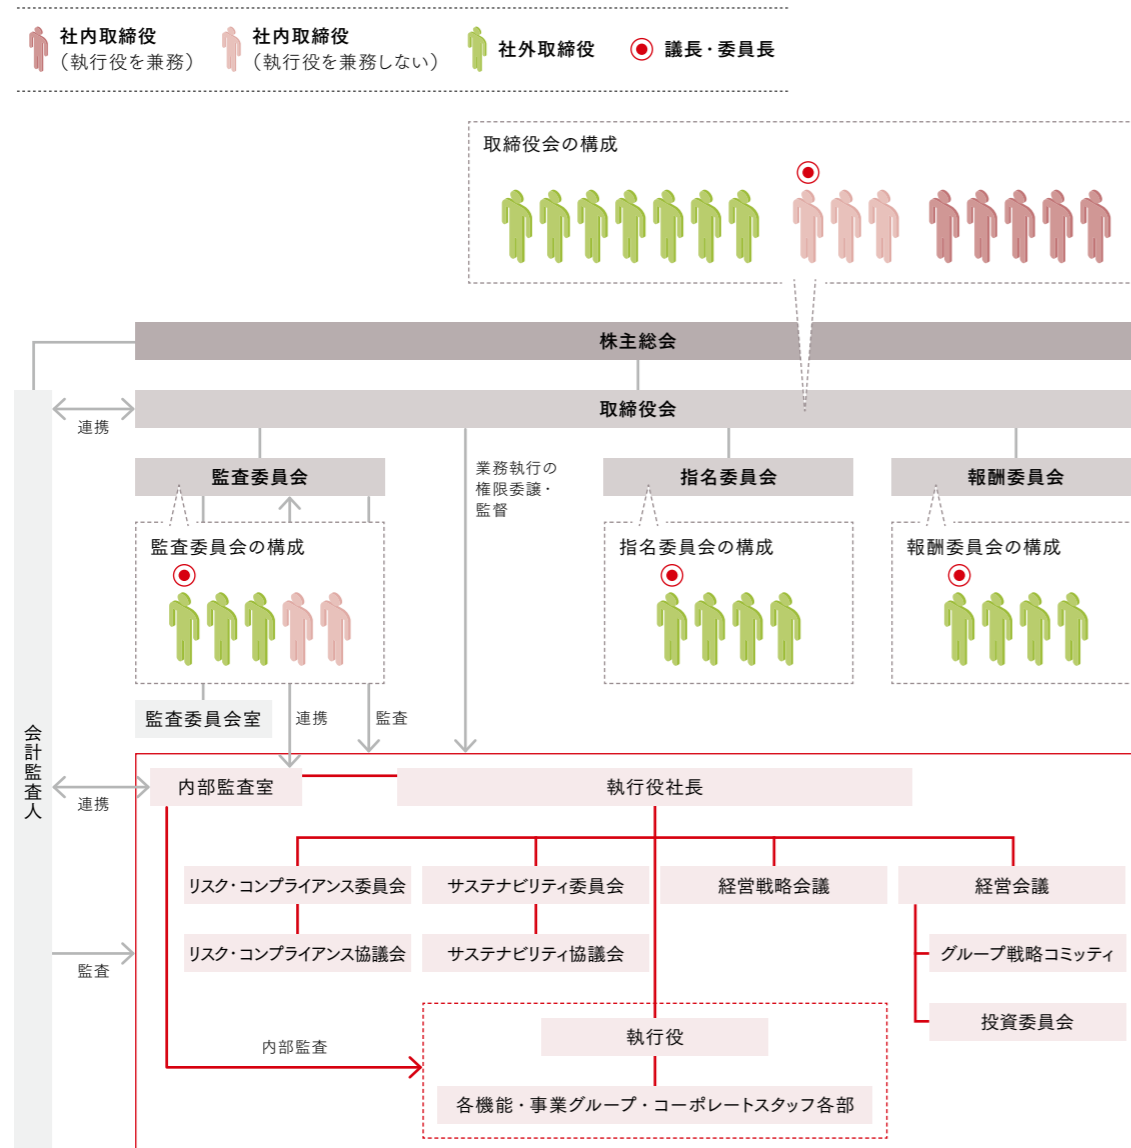 社内取締役
（執行役を兼務）
社内取締役
（執行役を兼務しない）
社外取締役
議長・委員長
取締役会の構成
株主総会
取締役会
連携
監査委員会
業務執行の
権限委譲・
監督
指名委員会
報酬委員会
監査委員会の構成
指名委員会の構成
報酬委員会の構成
監査委員会室
連携
監査
会計監査人
内部監査室
執行役社長
連携
リスク・コンプライアンス委員会
サステナビリティ委員会
経営戦略会議
経営会議
リスク・コンプライアンス協議会
サステナビリティ協議会
グループ戦略コミッティ
監査
投資委員会
執行役
内部監査
各機能・事業グループ・コーポレートスタッフ各部